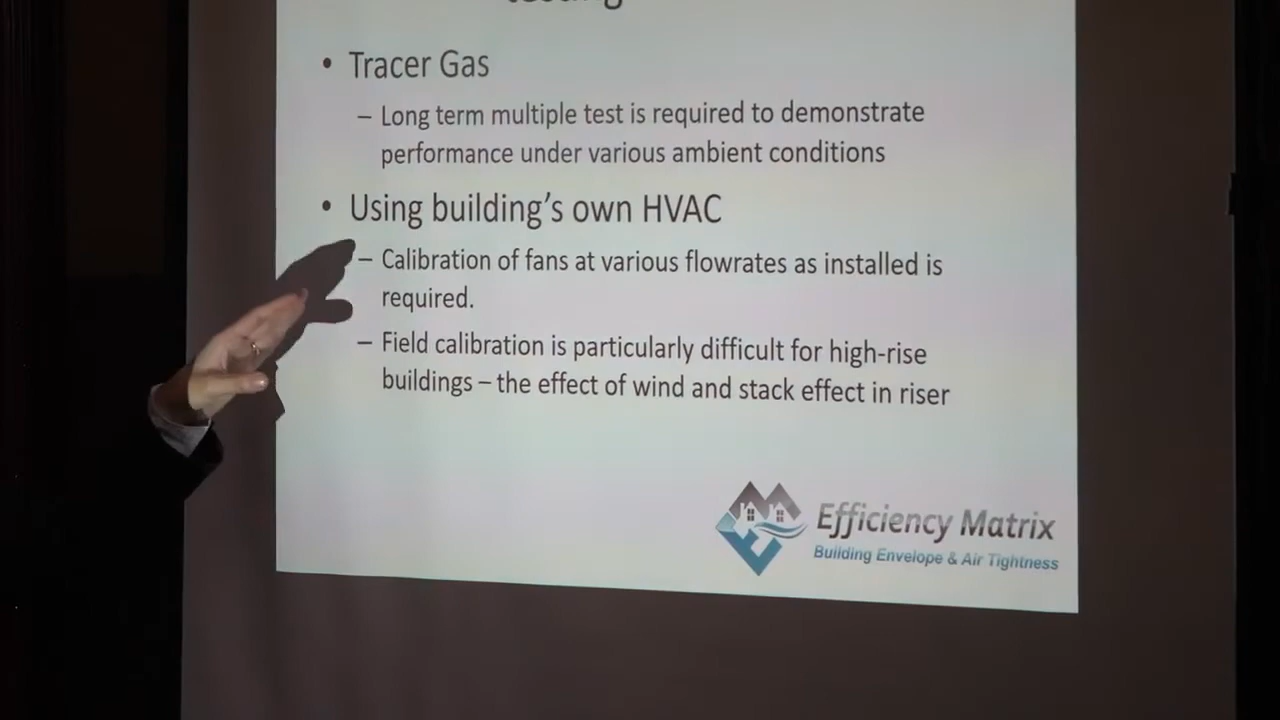 testing
• Tracer Gas
– Long term multiple test is required to demonstrate
performance under various ambient conditions
• Using building's own HVAC
– Calibration of fans at various flowrates as installed is
required.
– Field calibration is particularly difficult for high-rise
buildings – the effect of wind and stack effect in riser
Efficiency Matrix
Building Envelope & Air Tightness